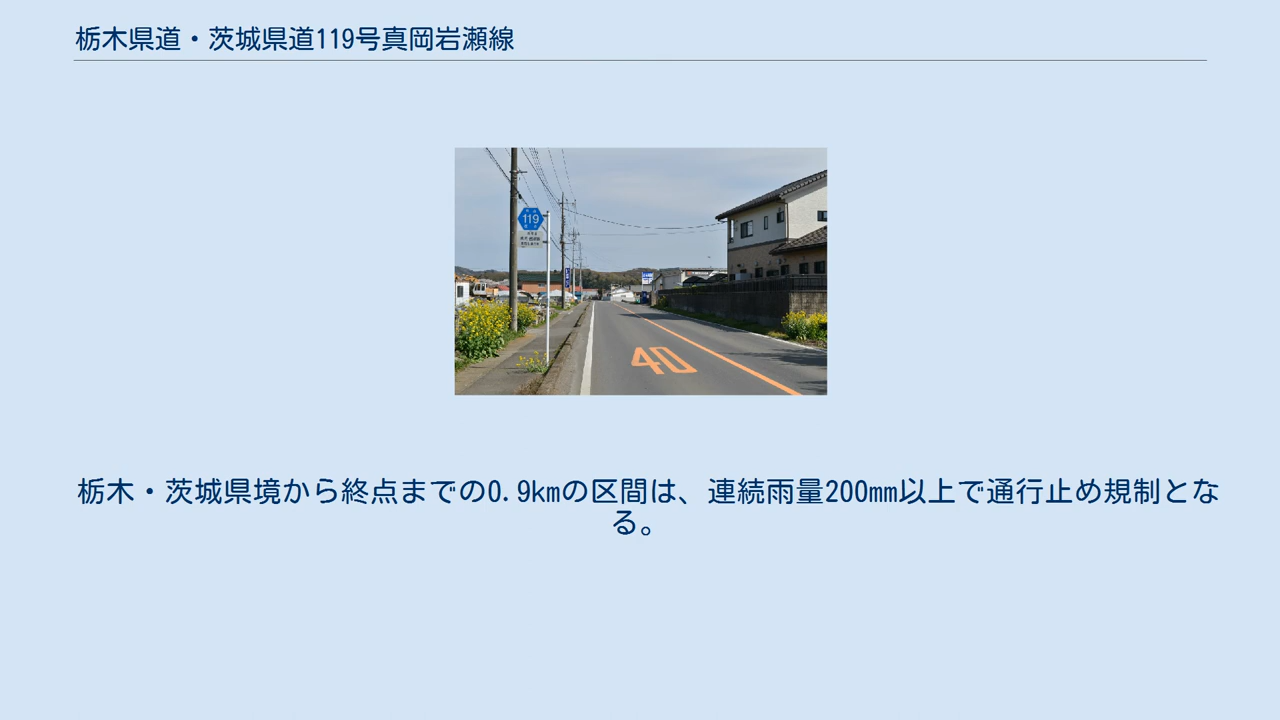 栃木県道・茨城県道119号真岡岩瀬線
119
40
栃木・茨城県境から終点までの0.9kmの区間は、連続雨量200mm以上で通行止め規制とな
る。